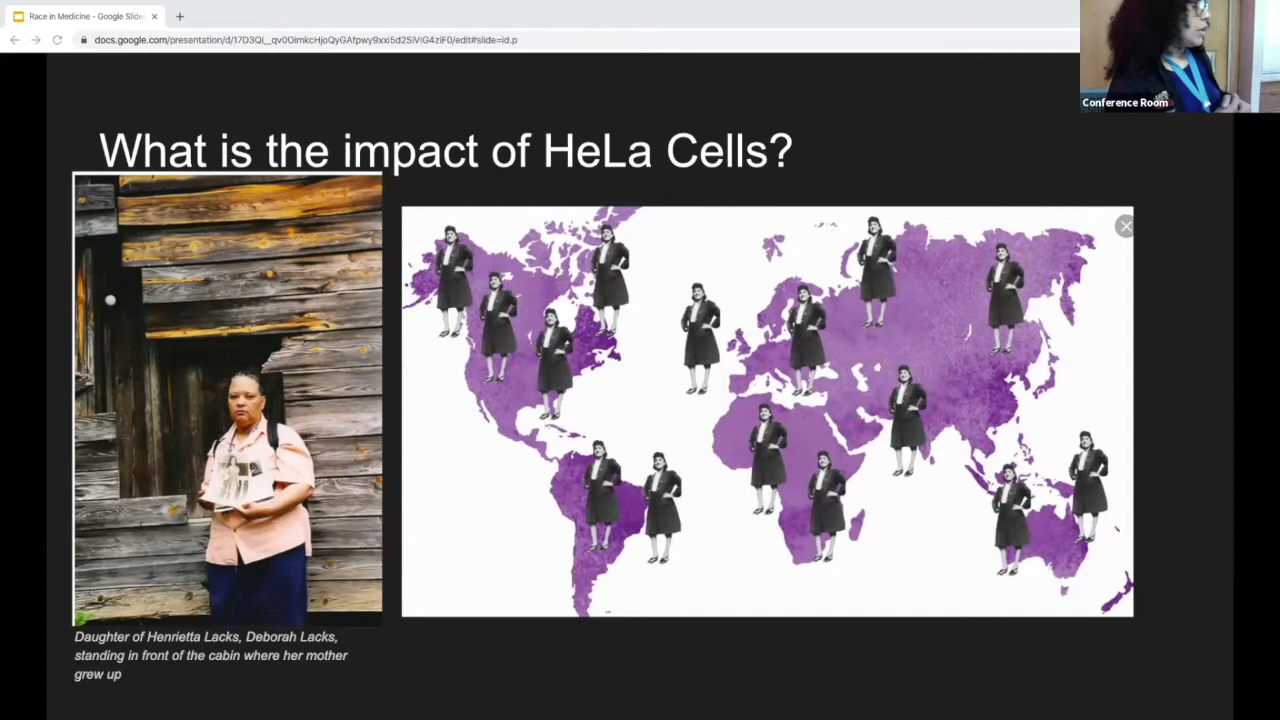 Race in Medicine - Google Slide
docs.google.com/presentation/d/17D3Qi_qv0OimkcHjoQyGAfpwy9xxi5d2SiVlG4ziF0/edit#slide=id.p
Conference Room
What is the impact of HeLa Cells?
Daughter of Henrietta Lacks, Deborah Lacks,
standing in front of the cabin where her mother
grew up